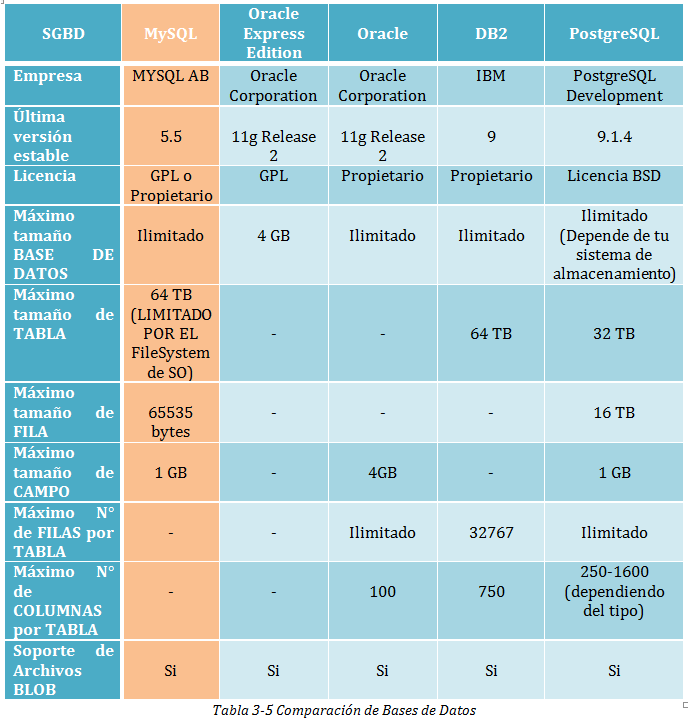 SGBD MySQL Oracle Express Edition Oracle DB2 PostgreSQL
Empresa MYSQL AB Oracle Corporation Oracle Corporation IBM PostgreSQL Development
Última versión estable 5.5 11g Release 2 11g Release 2 9 9.1.4
Licencia GPL o Propietario GPL Propietario Propietario Licencia BSD
Máximo tamaño BASE DE DATOS Ilimitado 4 GB Ilimitado Ilimitado Ilimitado (Depende de tu sistema de almacenamiento)
Máximo tamaño de TABLA 64 TB (LIMITADO POR EL FileSystem de SO) - - 64 TB 32 TB
Máximo tamaño de FILA 65535 bytes - - - 16 TB
Máximo tamaño de CAMPO 1 GB - 4GB - 1 GB
Máximo N° de FILAS por TABLA - - Ilimitado 32767 Ilimitado
Máximo N° de COLUMNAS por TABLA - - 100 750 250-1600 (dependiendo del tipo)
Soporte de Archivos BLOB Si Si Si Si Si
Tabla 3-5 Comparación de Bases de Datos